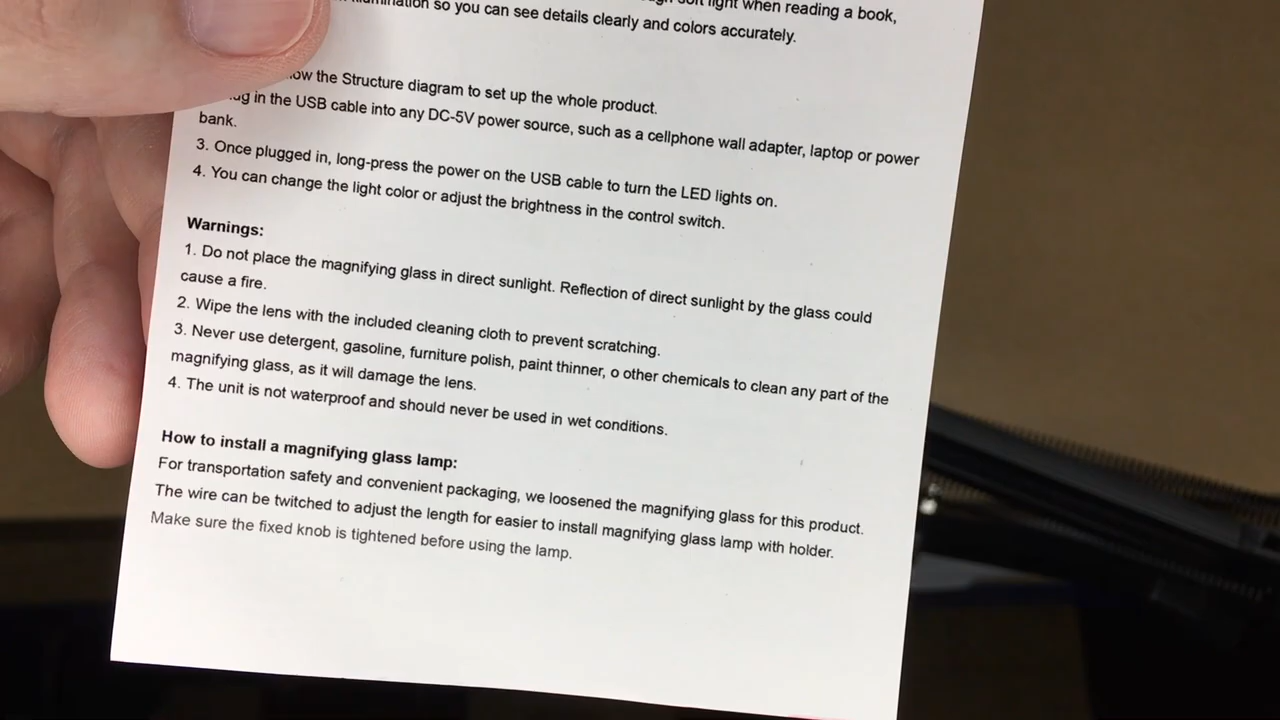 soft light when reading a book,
so you can see details clearly and colors accurately.
the Structure diagram to set up the whole product.
in the USB cable into any DC-5V power source, such as a cellphone wall adapter, laptop or power
bank.
3. Once plugged in, long-press the power on the USB cable to turn the LED lights on.
4. You can change the light color or adjust the brightness in the control switch.
Warnings:
1. Do not place the magnifying glass in direct sunlight. Reflection of direct sunlight by the glass could
cause a fire.
2. Wipe the lens with the included cleaning cloth to prevent scratching.
3. Never use detergent, gasoline, furniture polish, paint thinner, o other chemicals to clean any part of the
magnifying glass, as it will damage the lens.
4. The unit is not waterproof and should never be used in wet conditions.
How to install a magnifying glass lamp:
For transportation safety and convenient packaging, we loosened the magnifying glass for this product.
The wire can be twitched to adjust the length for easier to install magnifying glass lamp with holder.
Make sure the fixed knob is tightened before using the lamp.